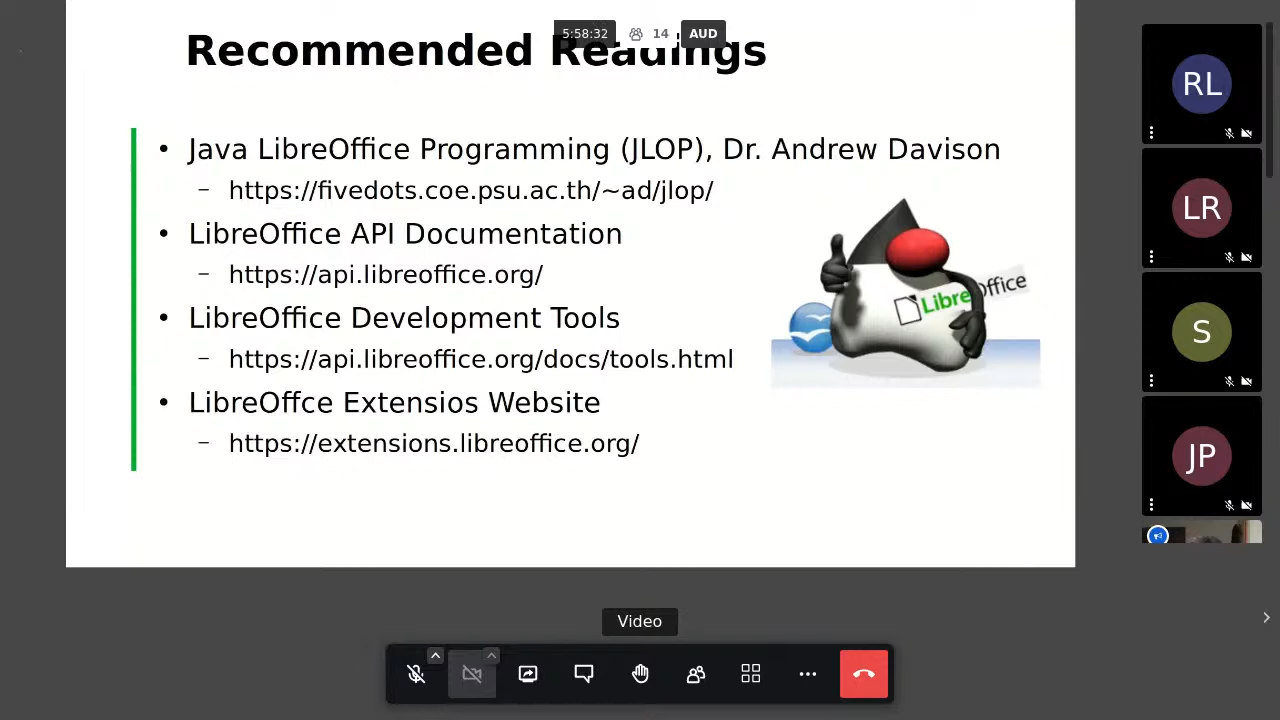 5:58:32 14 AUD
Recommended Readings
• Java LibreOffice Programming (JLOP), Dr. Andrew Davison
– https://fivedots.coe.psu.ac.th/~ad/jlop/
• LibreOffice API Documentation
– https://api.libreoffice.org/
• LibreOffice Development Tools
– https://api.libreoffice.org/docs/tools.html
• LibreOffce Extensios Website
– https://extensions.libreoffice.org/
LibreOffice
RL
LR
S
JP
Video